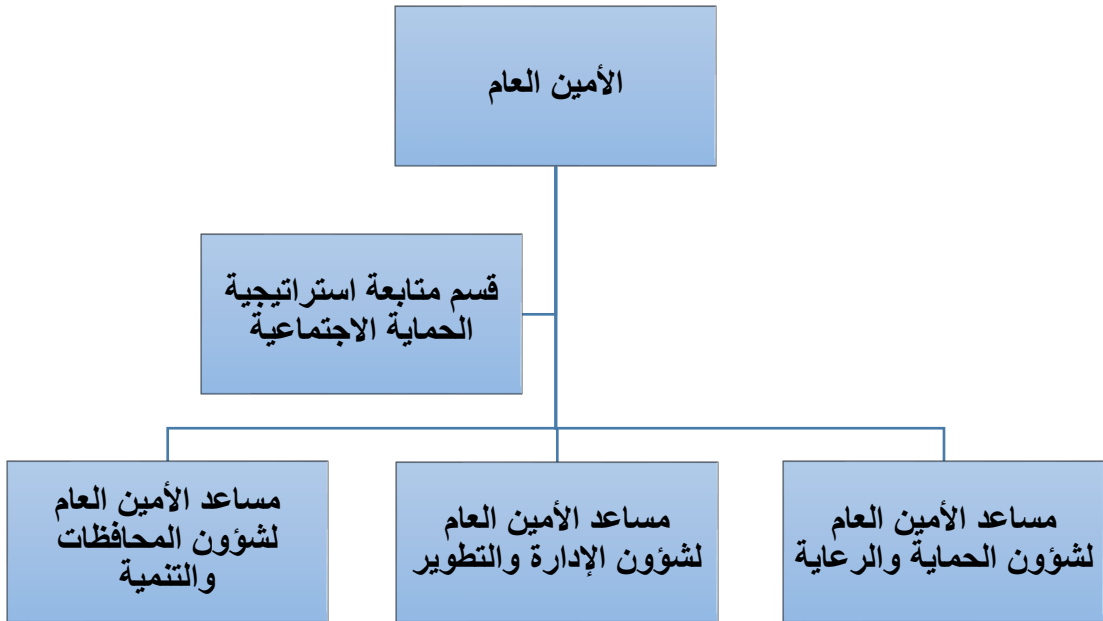 الأمين العام
قسم متابعة استراتيجية
الحماية الاجتماعية
مساعد الأمين العام
لشؤون الحماية والرعاية
مساعد الأمين العام
لشؤون الإدارة والتطوير
مساعد الأمين العام
لشؤون المحافظات
والتنمية